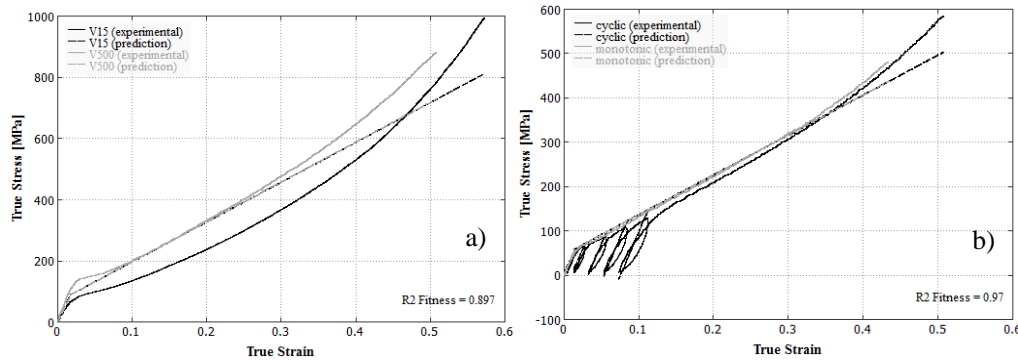 1000
800
600
400
200
0
True Stress [MPa]
V15 (experimental)
V15 (prediction)
V500 (experimental)
V500 (prediction)
a)
R2 Fitness = 0.897
0
0.1
0.2
0.3
0.4
0.5
0.6
True Strain
600
500
400
300
200
100
0
-100
True Stress [MPa]
cyclic (experimental)
cyclic (prediction)
monotonic (experimental)
monotonic (prediction)
b)
R2 Fitness = 0.97
0
0.1
0.2
0.3
0.4
0.5
0.6
True Strain